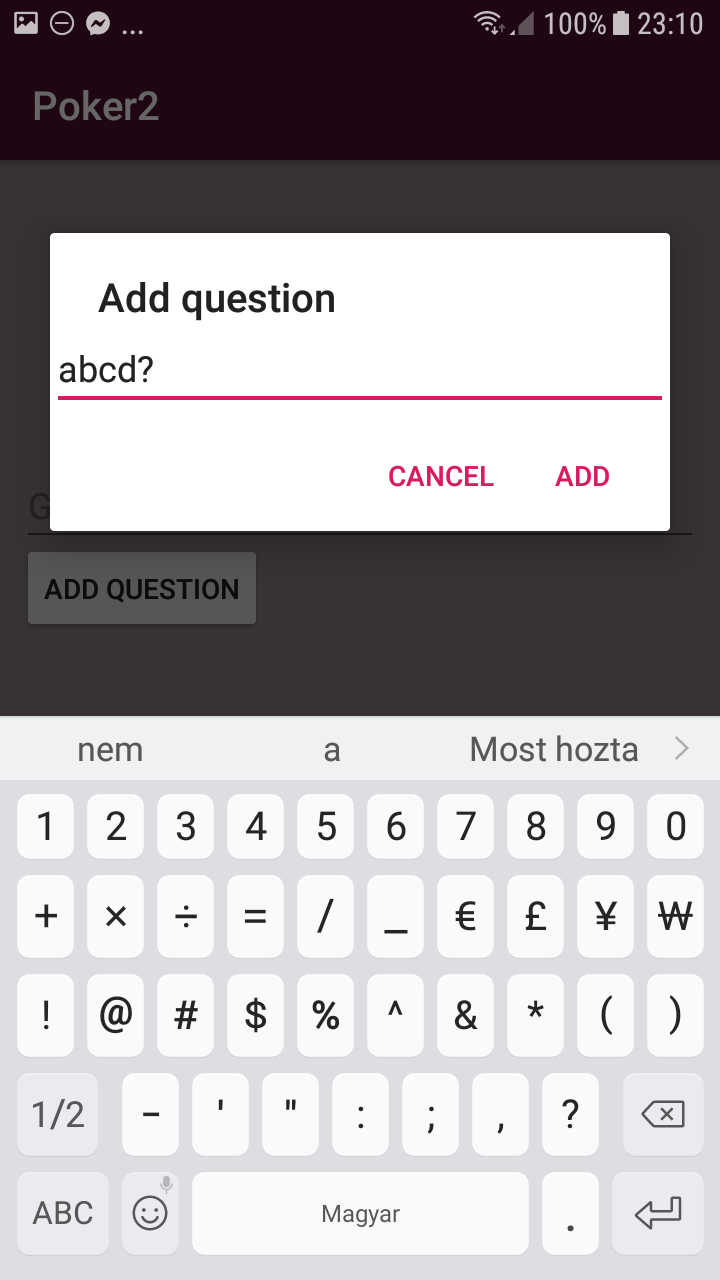 ... 100% 23:10
Poker2
Add question
abcd?
CANCEL ADD
G
ADD QUESTION
nem a Most hozta
1 2 3 4 5 6 7 8 9 0
+ × ÷ = / _ € £ ¥ ₩
! @ # $ % ^ & * ( )
1/2 - ' " : ; , ?
ABC Magyar .